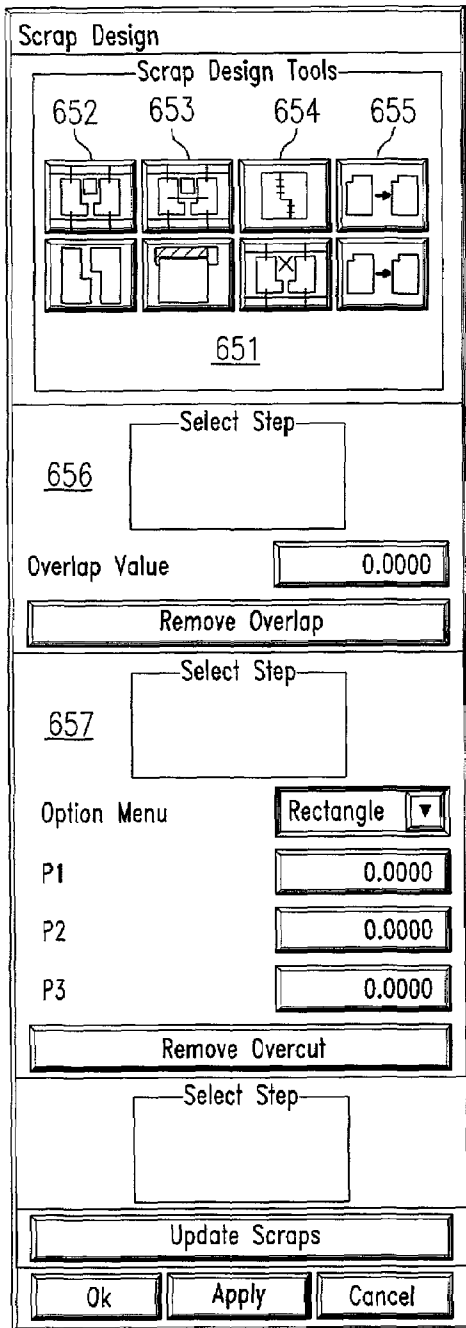 Scrap Design
Scrap Design Tools
652 653 654 655
651
Select Step
656
Overlap Value 0.0000
Remove Overlap
Select Step
657
Option Menu Rectangle
P1 0.0000
P2 0.0000
P3 0.0000
Remove Overcut
Select Step
Update Scraps
Ok Apply Cancel